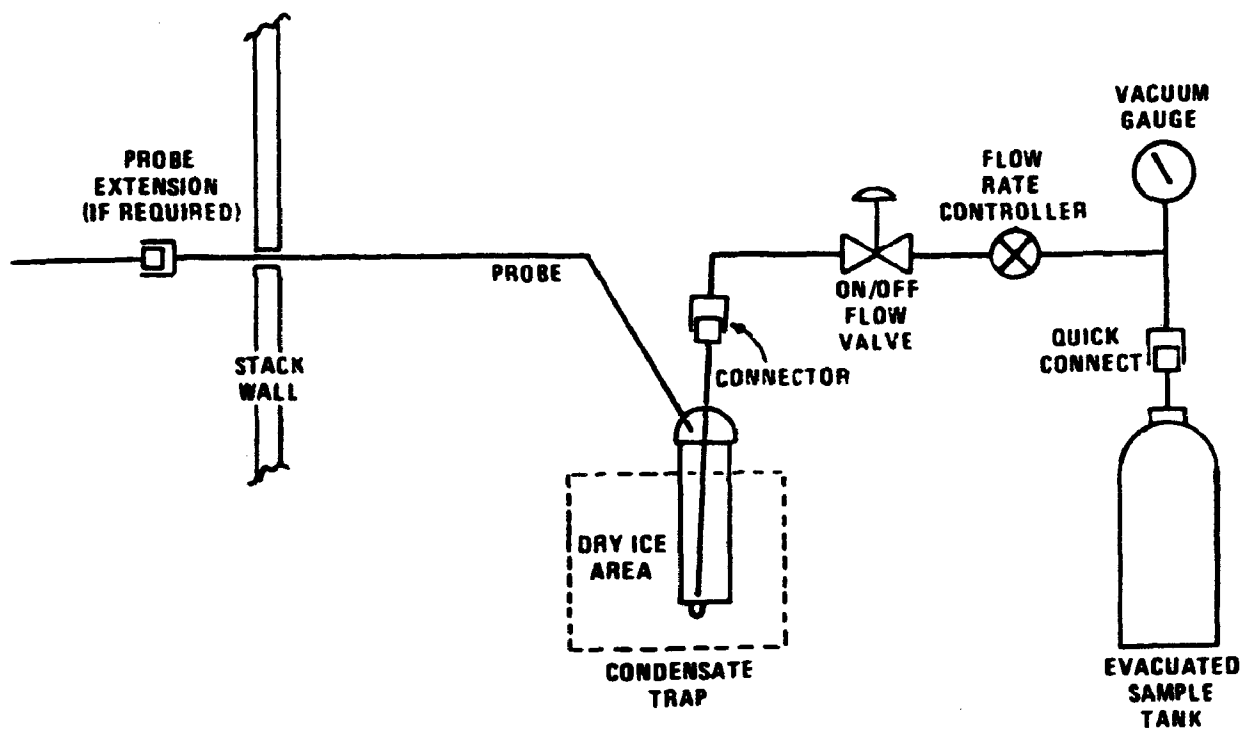 PROBE
EXTENSION
(IF REQUIRED)
STACK
WALL
PROBE
CONNECTOR
DRY ICE
AREA
CONDENSATE
TRAP
ON/OFF
FLOW
VALVE
FLOW
RATE
CONTROLLER
VACUUM
GAUGE
QUICK
CONNECT
EVACUATED
SAMPLE
TANK